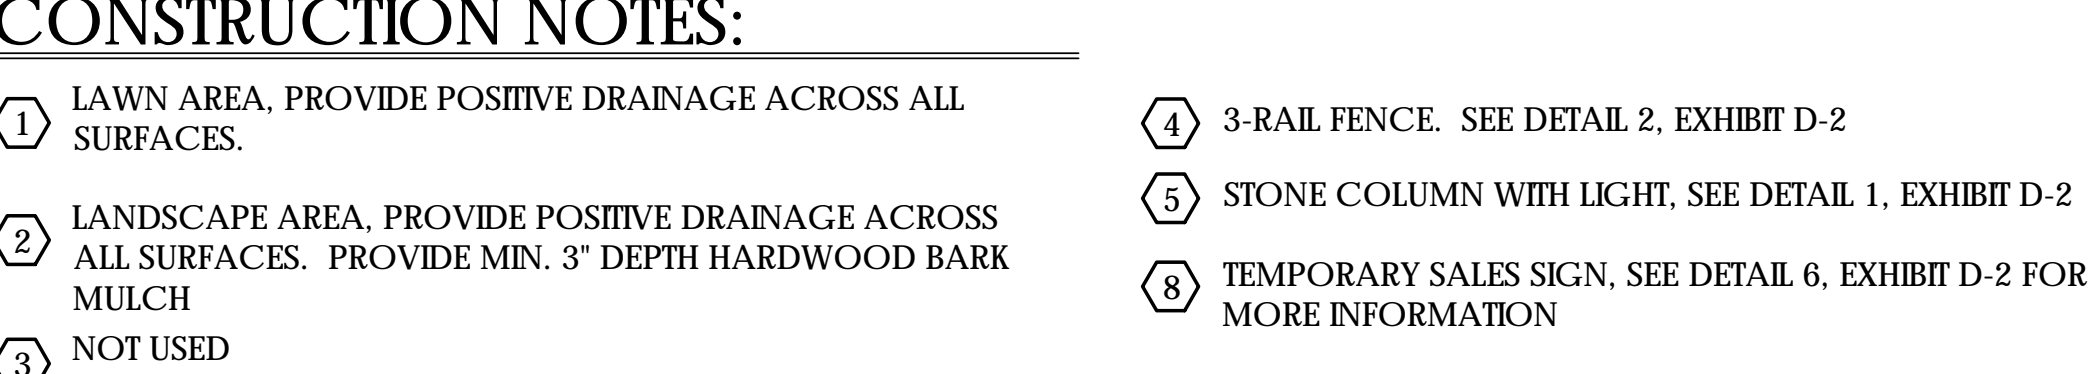 CONSTRUCTION NOTES:
1 LAWN AREA, PROVIDE POSITIVE DRAINAGE ACROSS ALL
SURFACES.
2 LANDSCAPE AREA, PROVIDE POSITIVE DRAINAGE ACROSS
ALL SURFACES. PROVIDE MIN. 3" DEPTH HARDWOOD BARK
MULCH
3 NOT USED
4 3-RAIL FENCE. SEE DETAIL 2, EXHIBIT D-2
5 STONE COLUMN WITH LIGHT, SEE DETAIL 1, EXHIBIT D-2
8 TEMPORARY SALES SIGN, SEE DETAIL 6, EXHIBIT D-2 FOR
MORE INFORMATION